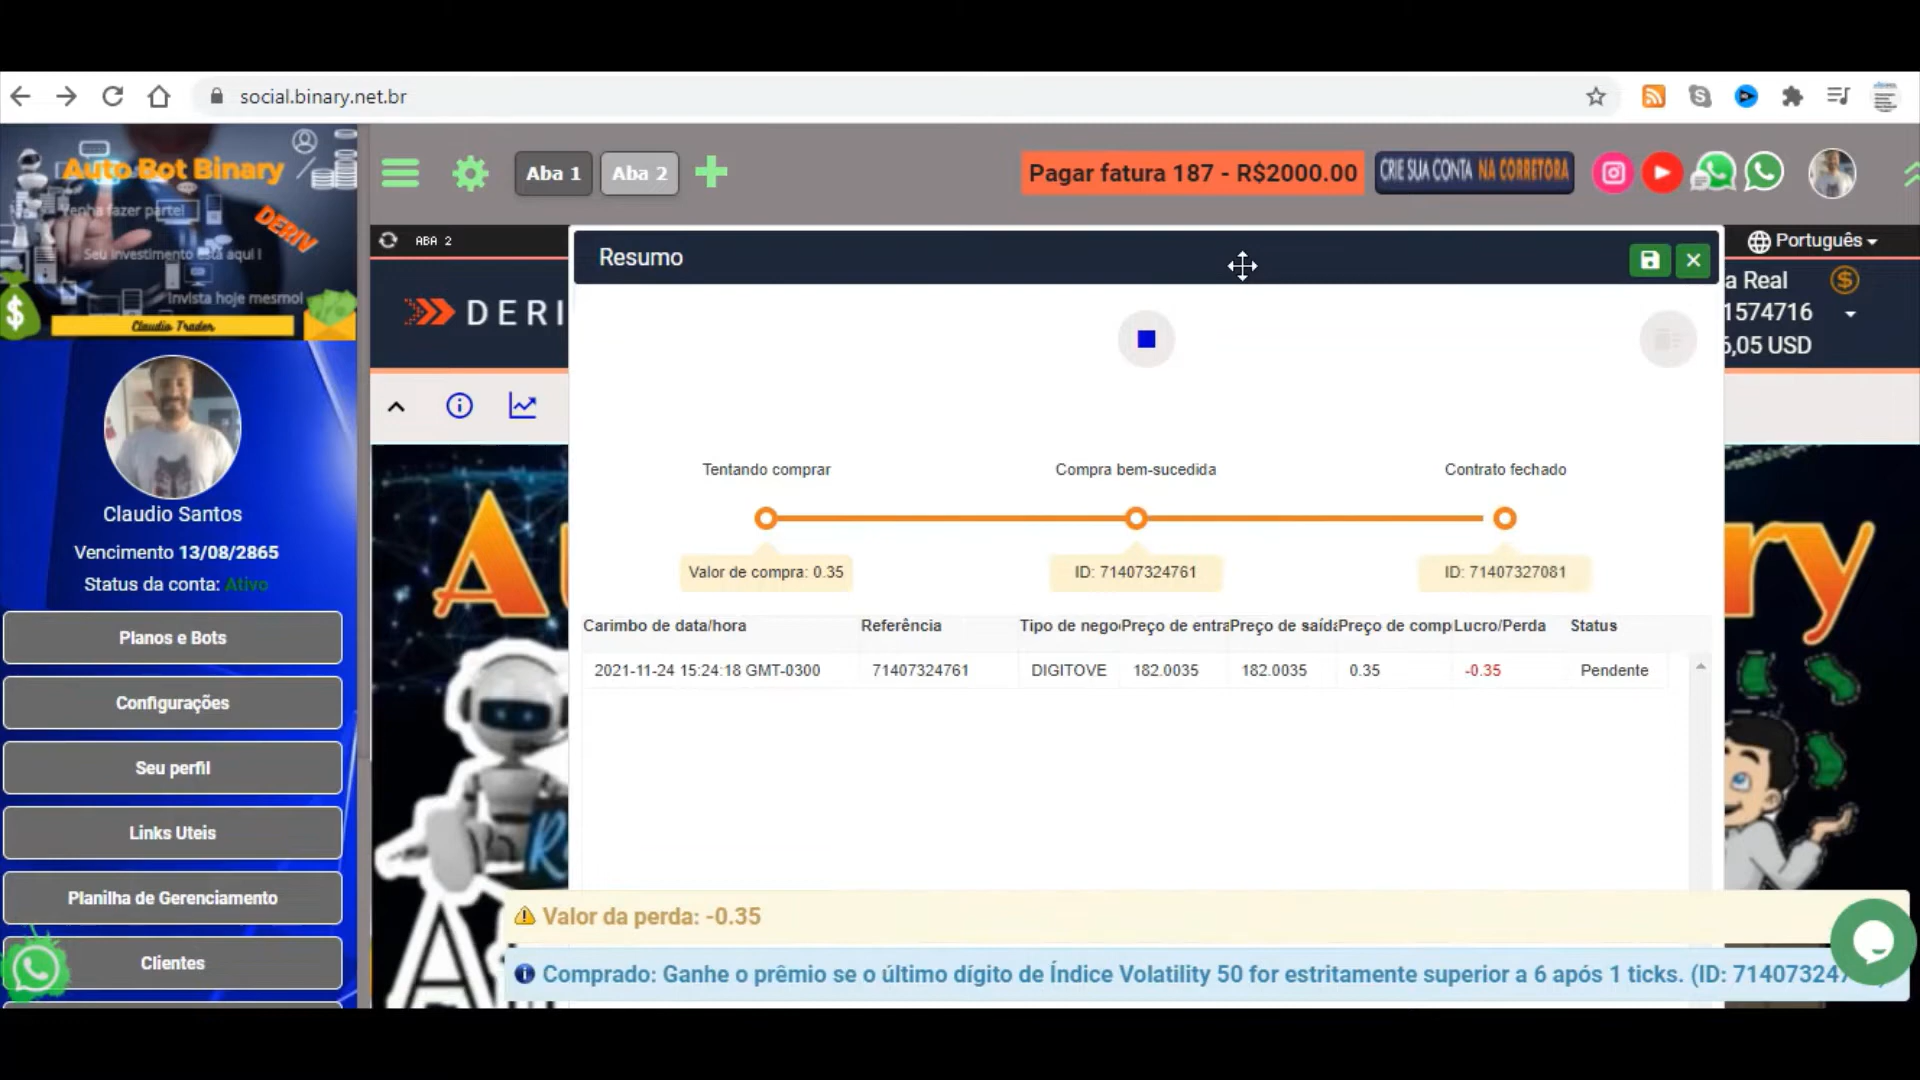 social.binary.net.br
Auto Bot Binary
Venha fazer parte!
DERIV
Seu investimento está aqui !
Invista hoje mesmo!
Claudio Trader
Claudio Santos
Vencimento 13/08/2865
Status da conta: Ativo
Planos e Bots
Configurações
Seu perfil
Links Uteis
Planilha de Gerenciamento
Clientes
Aba 1
Aba 2
Pagar fatura 187 - R$2000.00
CRIE SUA CONTA NA CORRETORA
ABA 2
Português
DERI
a Real
1574716
6,05 USD
Resumo
Tentando comprar
Compra bem-sucedida
Contrato fechado
Valor de compra: 0.35
ID: 71407324761
ID: 71407327081
Carimbo de data/hora Referência Tipo de nego Preço de entra Preço de saída Preço de comp Lucro/Perda Status
2021-11-24 15:24:18 GMT-0300 71407324761 DIGITOVE 182.0035 182.0035 0.35 -0.35 Pendente
Valor da perda: -0.35
Comprado: Ganhe o prêmio se o último dígito de Índice Volatility 50 for estritamente superior a 6 após 1 ticks. (ID: 714073247